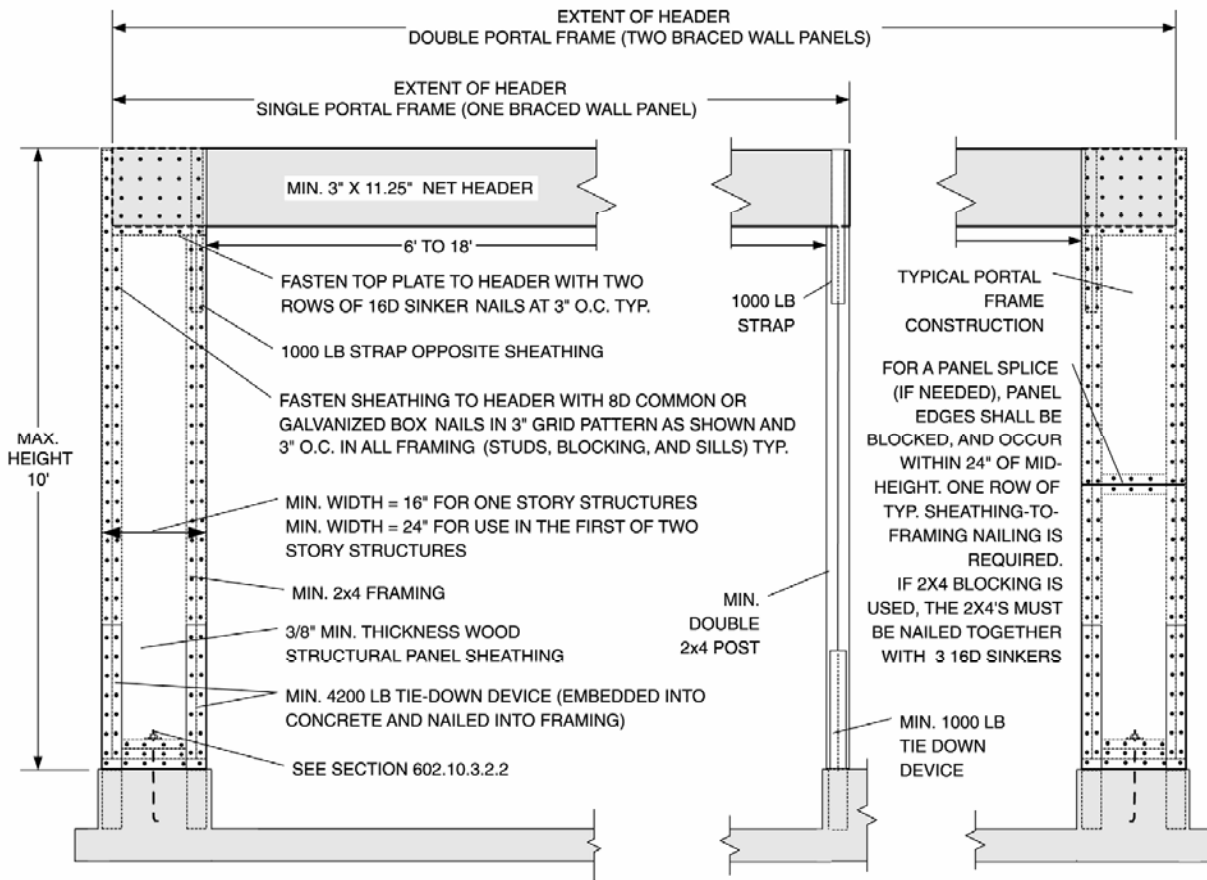 EXTENT OF HEADER
DOUBLE PORTAL FRAME (TWO BRACED WALL PANELS)
EXTENT OF HEADER
SINGLE PORTAL FRAME (ONE BRACED WALL PANEL)
MIN. 3" X 11.25" NET HEADER
6' TO 18'
FASTEN TOP PLATE TO HEADER WITH TWO
ROWS OF 16D SINKER NAILS AT 3" O.C. TYP.
1000 LB STRAP OPPOSITE SHEATHING
FASTEN SHEATHING TO HEADER WITH 8D COMMON OR
GALVANIZED BOX NAILS IN 3" GRID PATTERN AS SHOWN AND
3" O.C. IN ALL FRAMING (STUDS, BLOCKING, AND SILLS) TYP.
MAX.
HEIGHT
10'
MIN. WIDTH = 16" FOR ONE STORY STRUCTURES
MIN. WIDTH = 24" FOR USE IN THE FIRST OF TWO
STORY STRUCTURES
MIN. 2x4 FRAMING
3/8" MIN. THICKNESS WOOD
STRUCTURAL PANEL SHEATHING
MIN. 4200 LB TIE-DOWN DEVICE (EMBEDDED INTO
CONCRETE AND NAILED INTO FRAMING)
SEE SECTION 602.10.3.2.2
1000 LB
STRAP
MIN.
DOUBLE
2x4 POST
MIN. 1000 LB
TIE DOWN
DEVICE
TYPICAL PORTAL
FRAME
CONSTRUCTION
FOR A PANEL SPLICE
(IF NEEDED), PANEL
EDGES SHALL BE
BLOCKED, AND OCCUR
WITHIN 24" OF MID-
HEIGHT. ONE ROW OF
TYP. SHEATHING-TO-
FRAMING NAILING IS
REQUIRED.
IF 2X4 BLOCKING IS
USED, THE 2X4'S MUST
BE NAILED TOGETHER
WITH 3 16D SINKERS